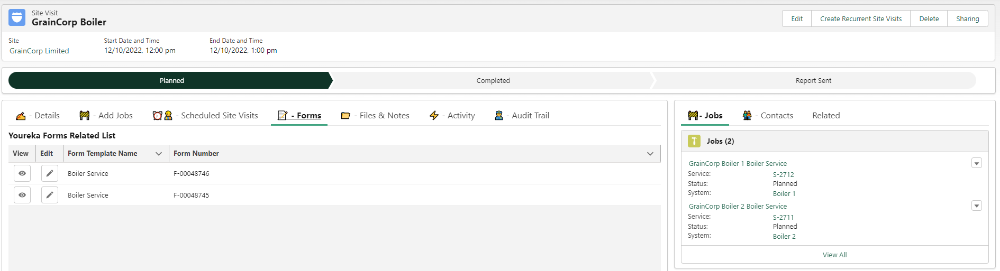 Site Visit
GrainCorp Boiler
Edit
Create Recurrent Site Visits
Delete
Sharing
Site
Start Date and Time
End Date and Time
GrainCorp Limited
12/10/2022, 12:00 pm
12/10/2022, 1:00 pm
Planned
Completed
Report Sent
- Details
- Add Jobs
- Scheduled Site Visits
- Forms
- Files & Notes
- Activity
- Audit Trail
Youreka Forms Related List
View
Edit
Form Template Name
Form Number
Boiler Service
F-00048746
Boiler Service
F-00048745
- Jobs
- Contacts
Related
Jobs (2)
GrainCorp Boiler 1 Boiler Service
Service:
S-2712
Status:
Planned
System:
Boiler 1
GrainCorp Boiler 2 Boiler Service
Service:
S-2711
Status:
Planned
System:
Boiler 2
View All